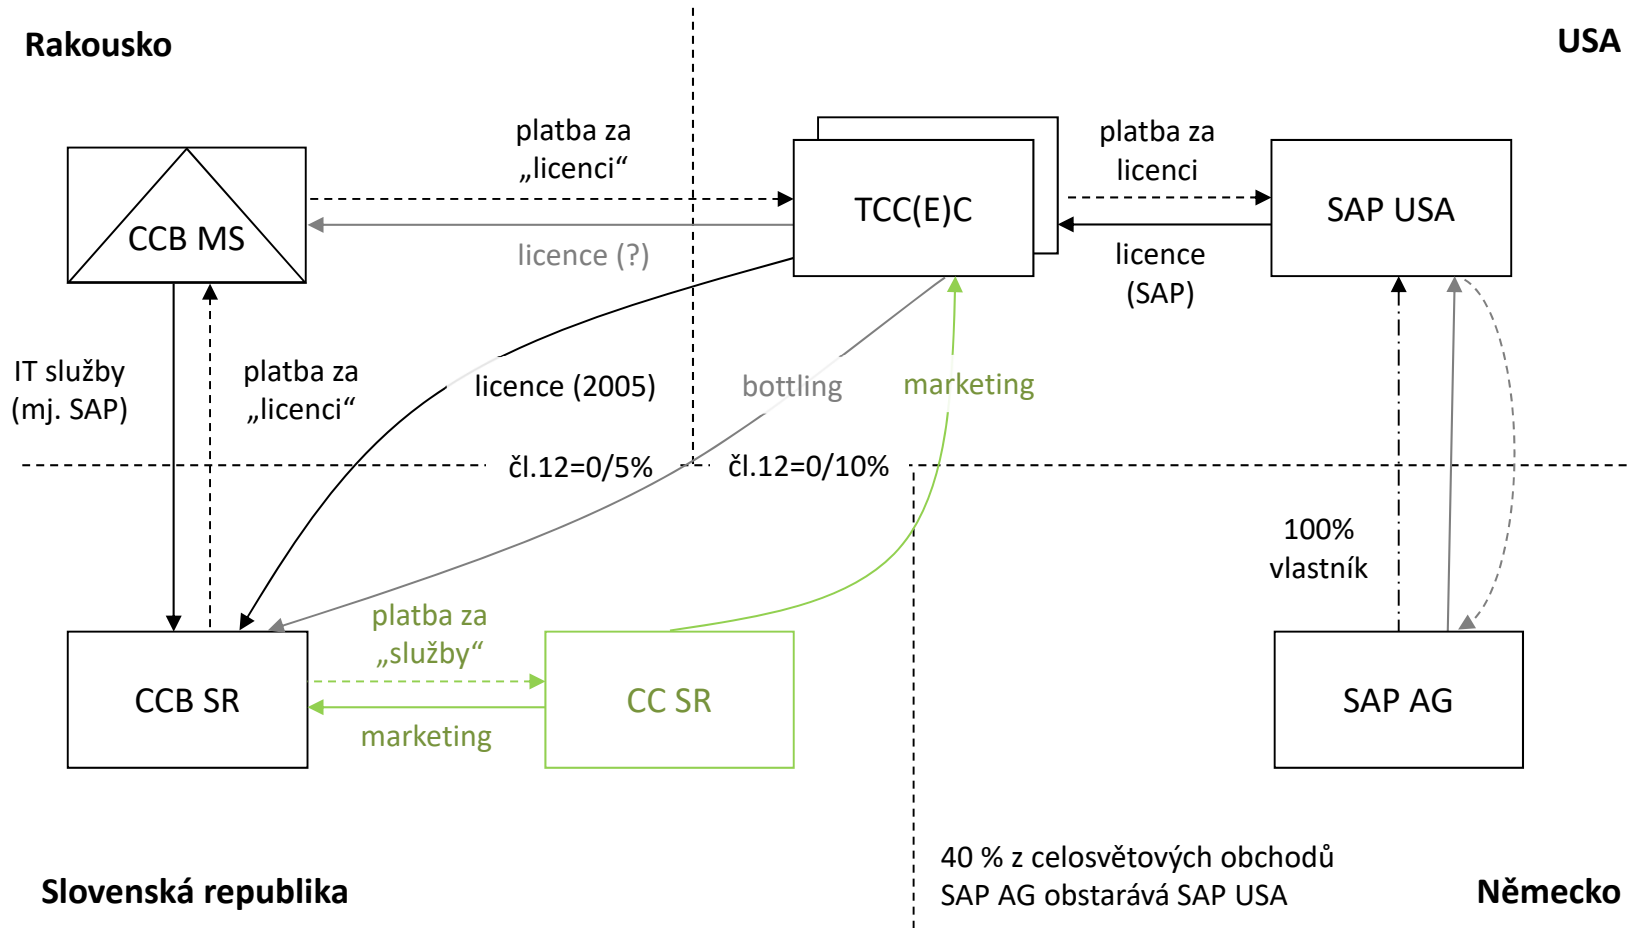 Rakousko
USA
platba za
„licenci“
platba za
licenci
CCB MS
TCC(E)C
SAP USA
licence (?)
licence
(SAP)
IT služby
(mj. SAP)
platba za
„licenci“
licence (2005)
bottling
marketing
čl.12=0/5%
čl.12=0/10%
100%
vlastník
platba za
„služby“
CCB SR
CC SR
SAP AG
marketing
40 % z celosvětových obchodů
SAP AG obstarává SAP USA
Slovenská republika
Německo